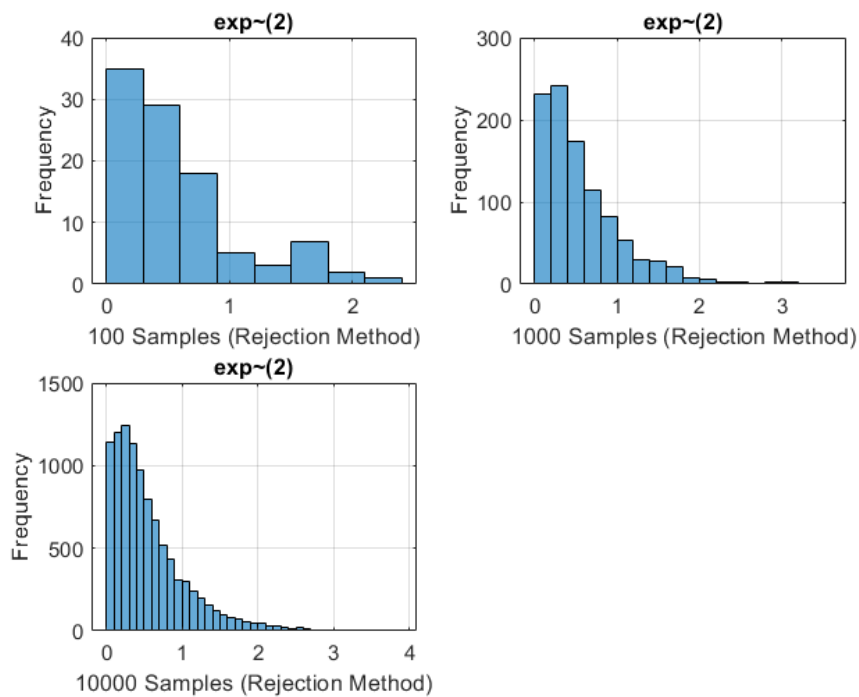 exp~(2)
40
30
20
10
0
Frequency
0 1 2
100 Samples (Rejection Method)
exp~(2)
300
200
100
0
Frequency
0 1 2 3
1000 Samples (Rejection Method)
exp~(2)
1500
1000
500
0
Frequency
0 1 2 3 4
10000 Samples (Rejection Method)